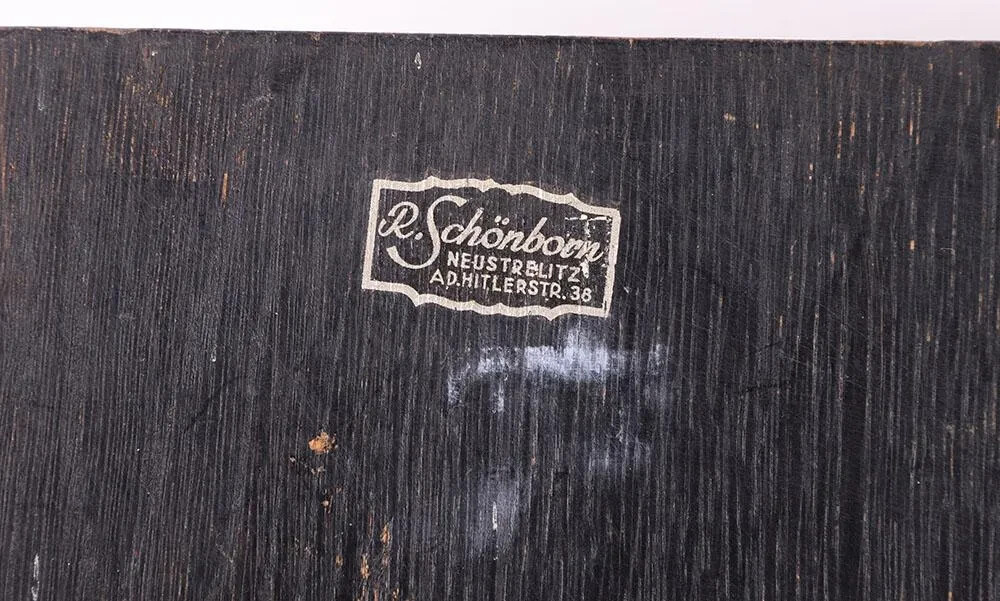 R. Schönborn
NEUSTRELITZ
AD.HITLERSTR. 38